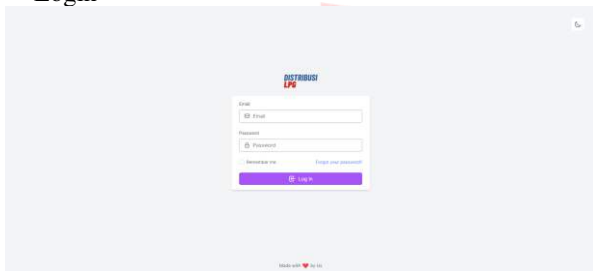 Login
DISTRIBUSI
LPG
Email
Email
Password
Password
Remember me
Forgot your password?
Log in
Made with ❤️ by